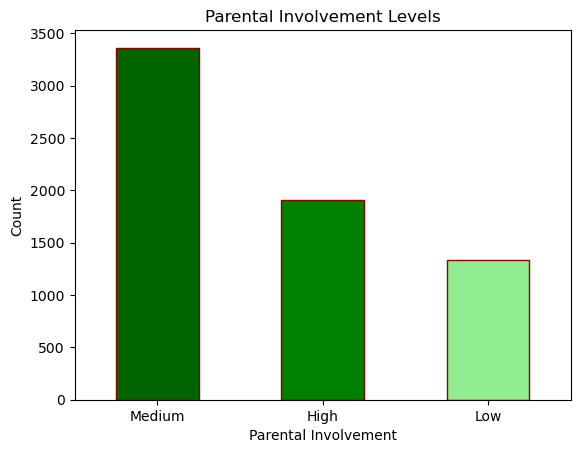 Parental Involvement Levels
3500
3000
2500
2000
1500
1000
500
0
Count
Medium High Low
Parental Involvement